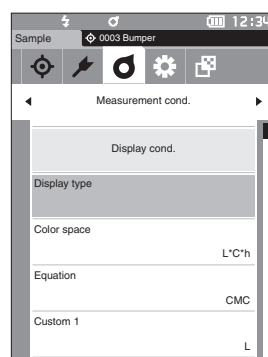 12:34
Sample
0003 Bumper
Measurement cond.
Display cond.
Display type
Color space
L*C*h
Equation
CMC
Custom 1
L